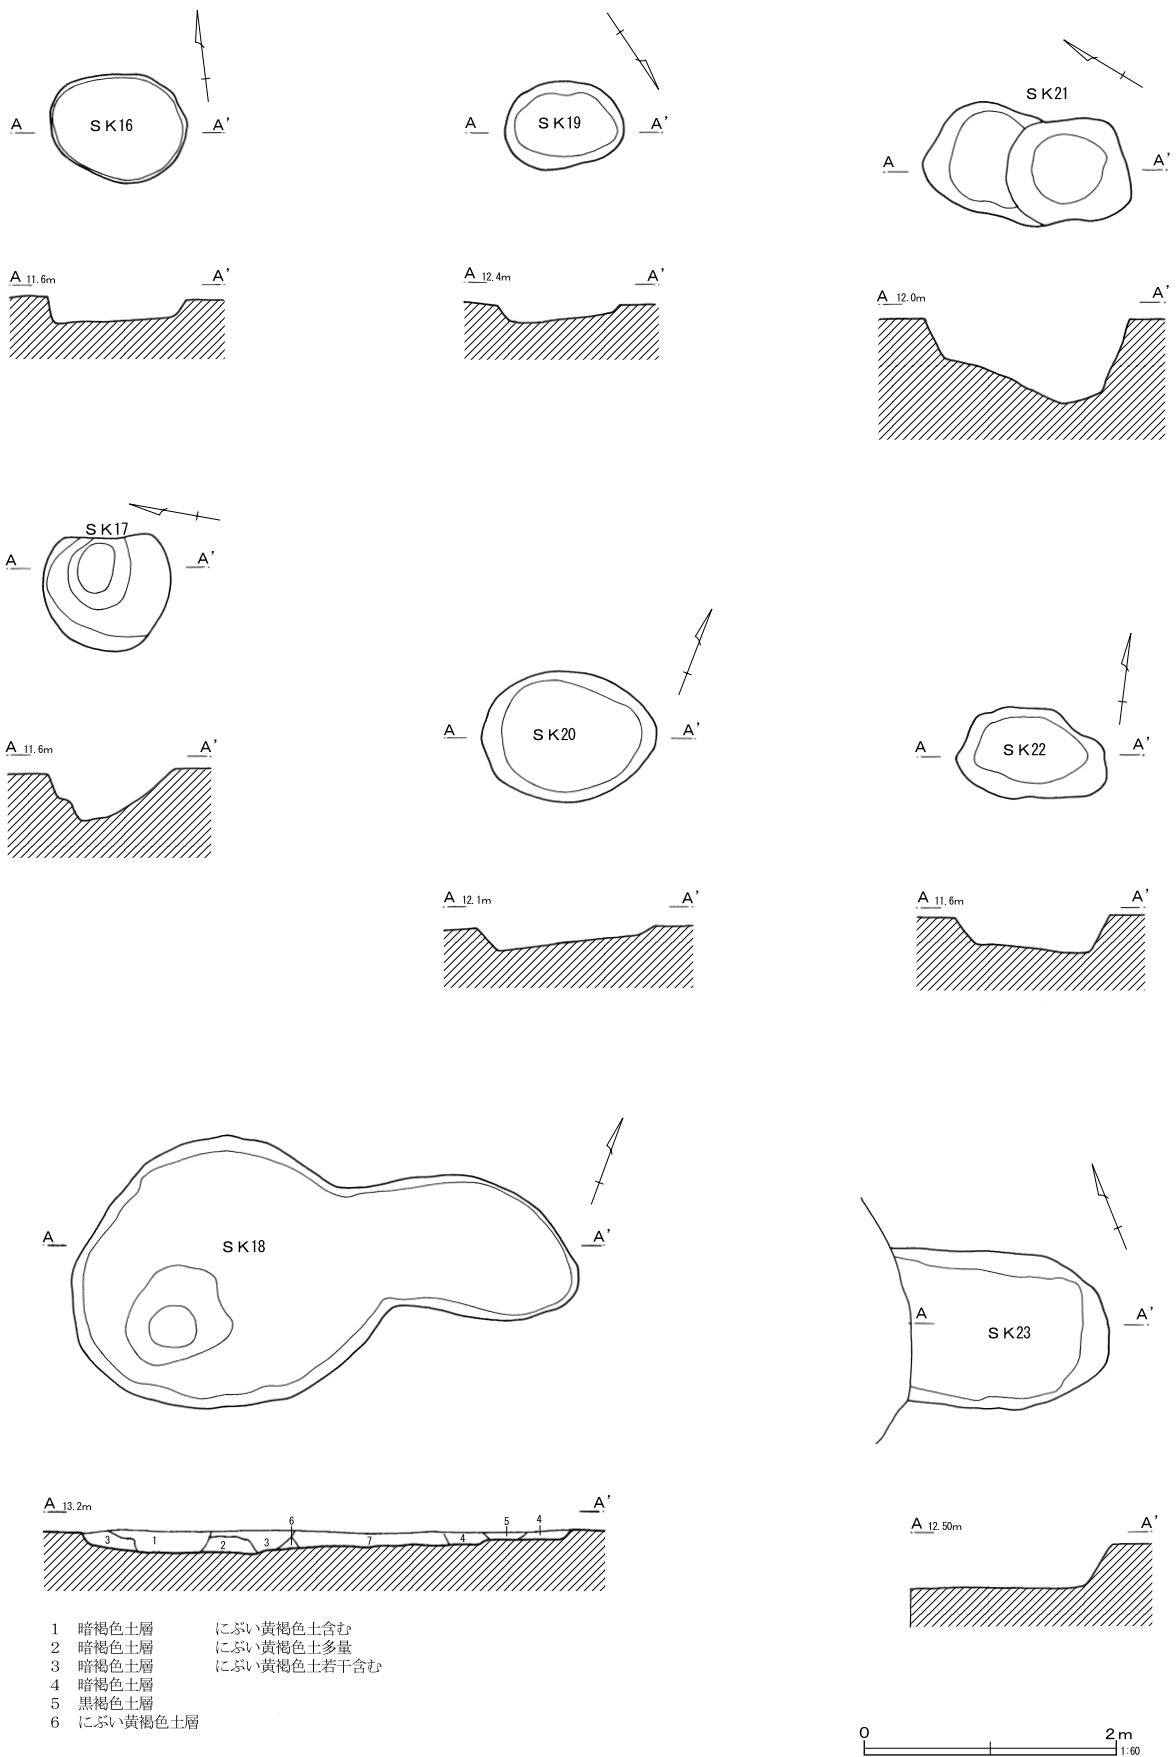 SK16
A A'
A 11.6m A'
SK19
A A'
A 12.4m A'
SK21
A A'
A 12.0m A'
SK17
A A'
A 11.6m A'
SK20
A A'
A 12.1m A'
SK22
A A'
A 11.6m A'
SK18
A A'
A 13.2m A'
3 1 2 3 6 7 4 5 4
1 暗褐色土層 にぶい黄褐色土含む
2 暗褐色土層 にぶい黄褐色土多量
3 暗褐色土層 にぶい黄褐色土若干含む
4 暗褐色土層
5 黒褐色土層
6 にぶい黄褐色土層
SK23
A A'
A 12.50m A'
0 2m
1:60